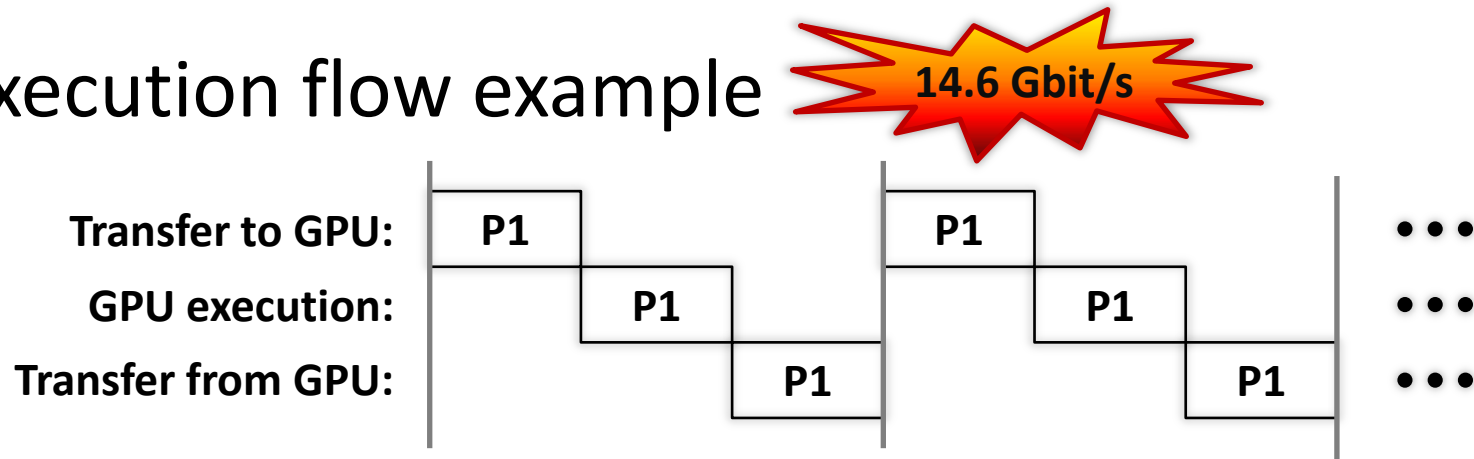 xecution flow example
14.6 Gbit/s
Transfer to GPU: P1 P1 •••
GPU execution: P1 P1 •••
Transfer from GPU: P1 P1 •••